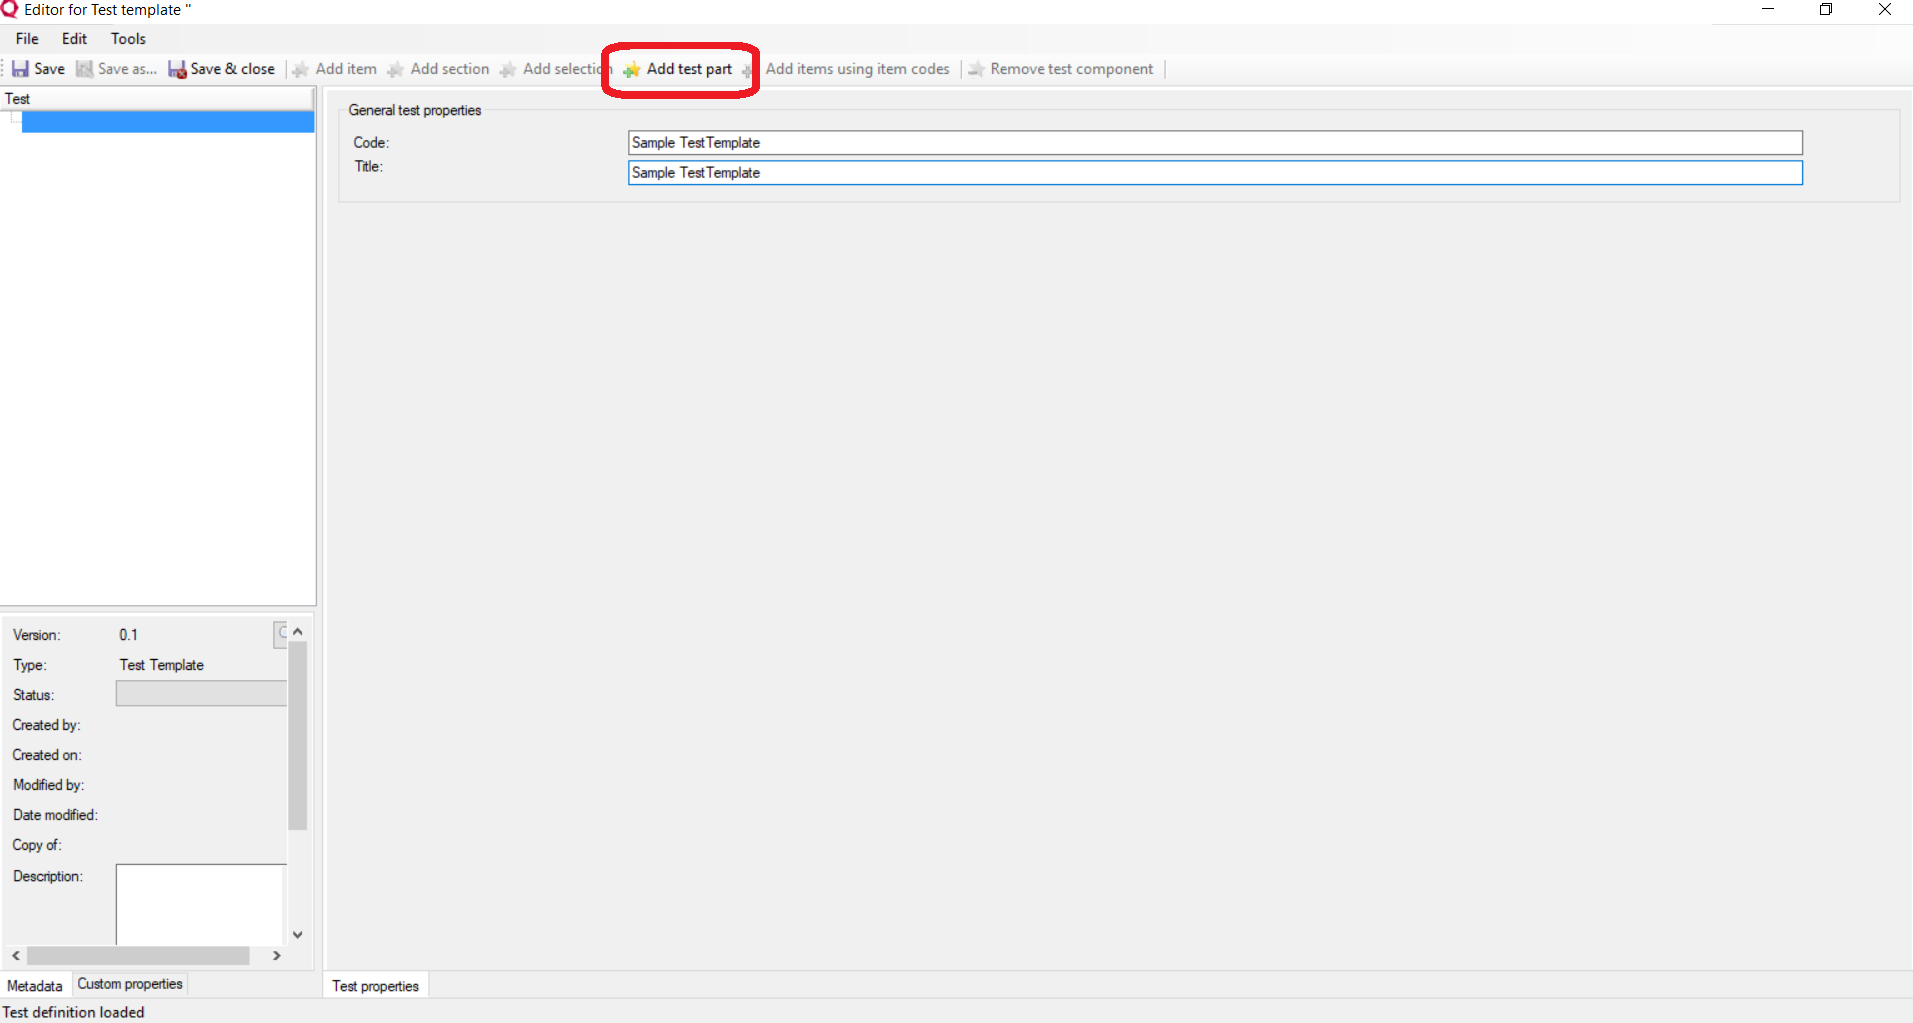 Editor for Test template "
File Edit Tools
Save Save as... Save & close Add item Add section Add selection Add test part Add items using item codes Remove test component
Test
General test properties
Code: Sample TestTemplate
Title: Sample TestTemplate
Version: 0.1
Type: Test Template
Status:
Created by:
Created on:
Modified by:
Date modified:
Copy of:
Description:
Metadata Custom properties Test properties
Test definition loaded